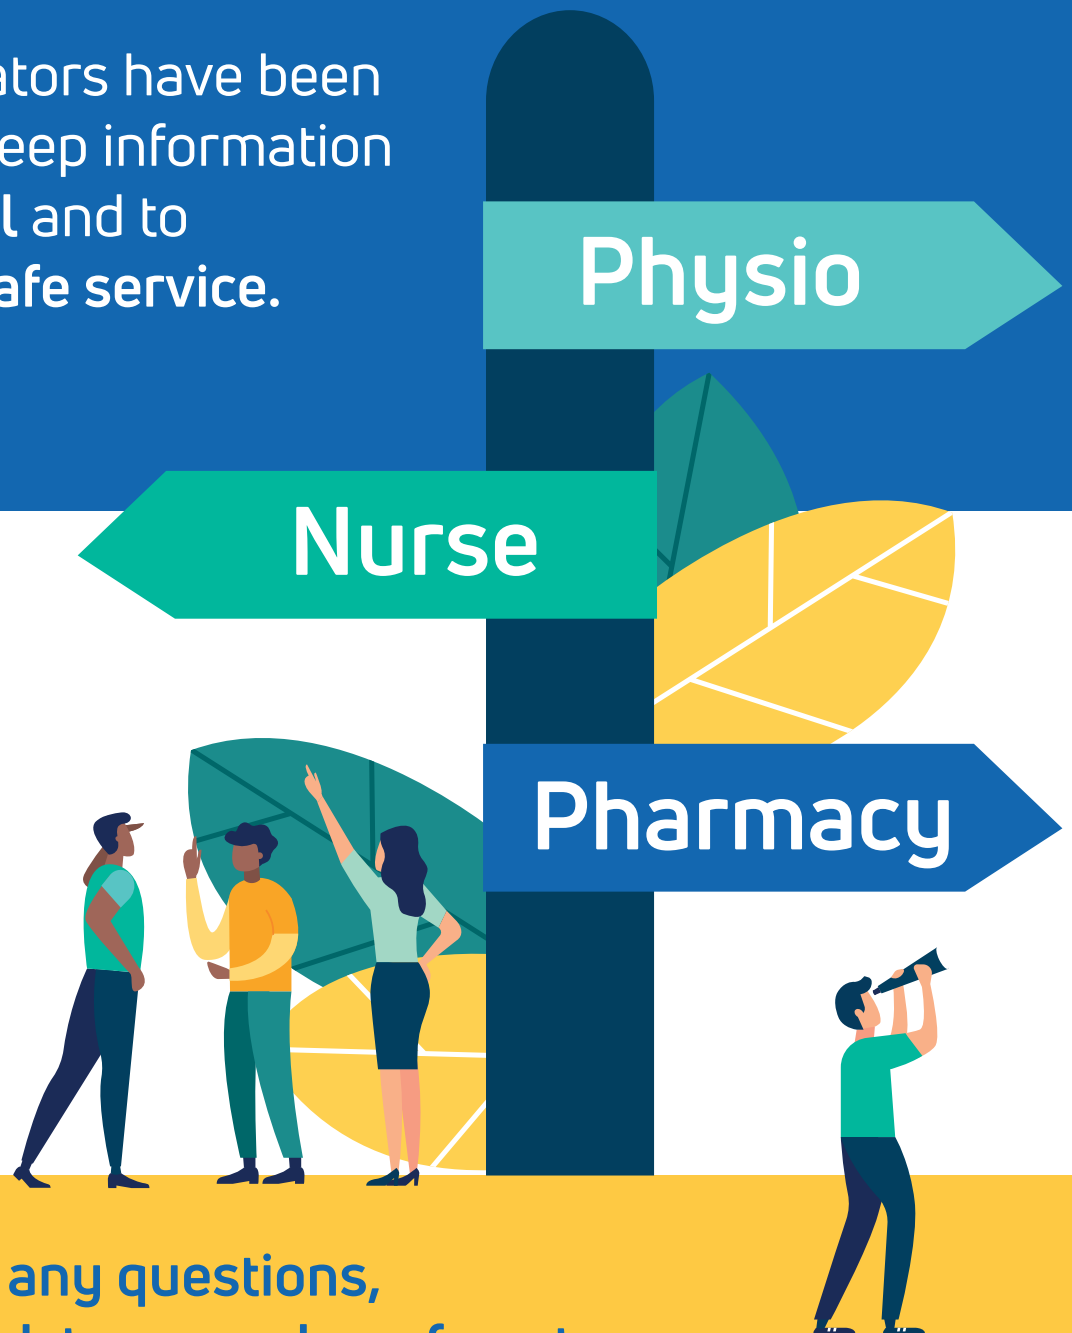 ators have been
eep information
l and to
afe service.
Physio
Nurse
Pharmacy
any questions,